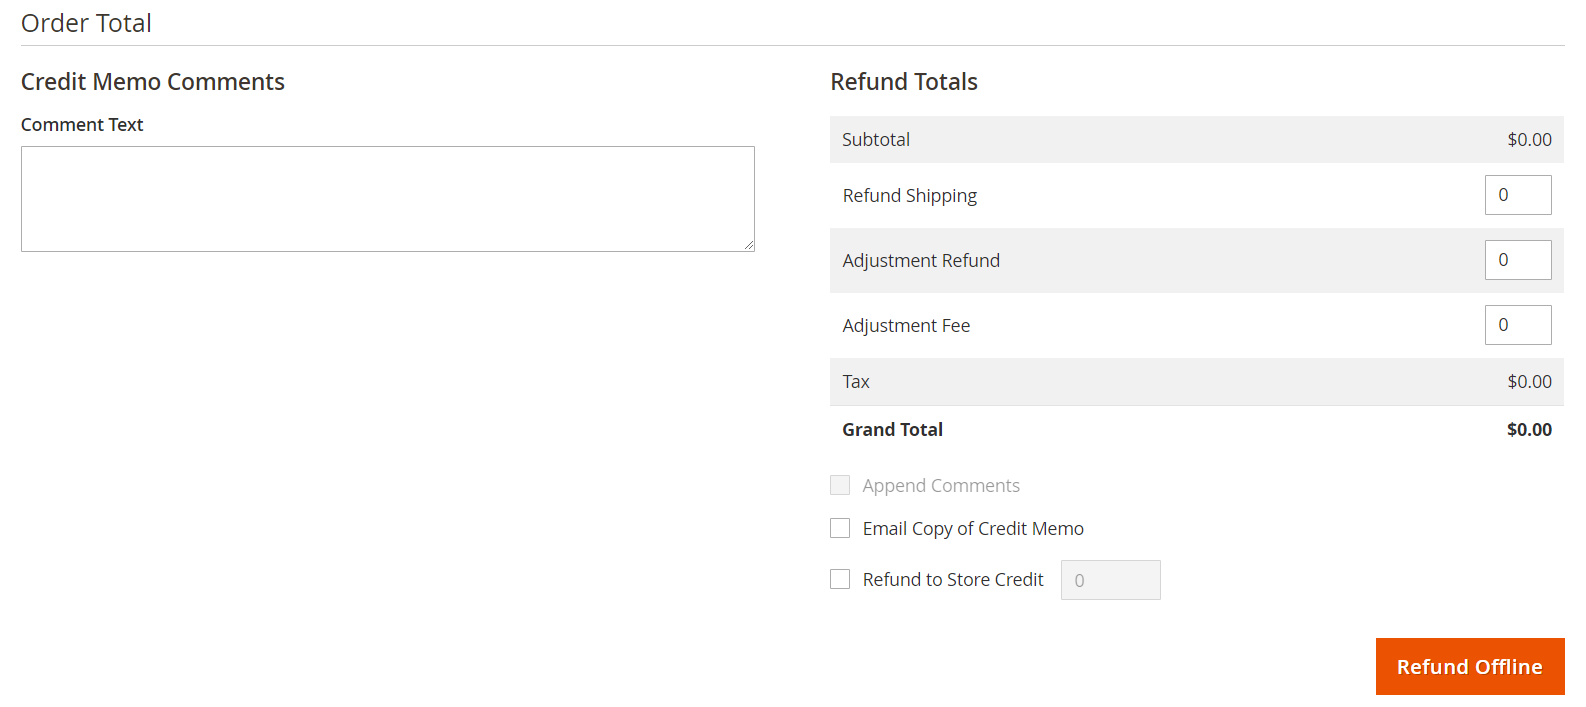 Order Total
Credit Memo Comments
Comment Text
Refund Totals
Subtotal $0.00
Refund Shipping 0
Adjustment Refund 0
Adjustment Fee 0
Tax $0.00
Grand Total $0.00
Append Comments
Email Copy of Credit Memo
Refund to Store Credit 0
Refund Offline